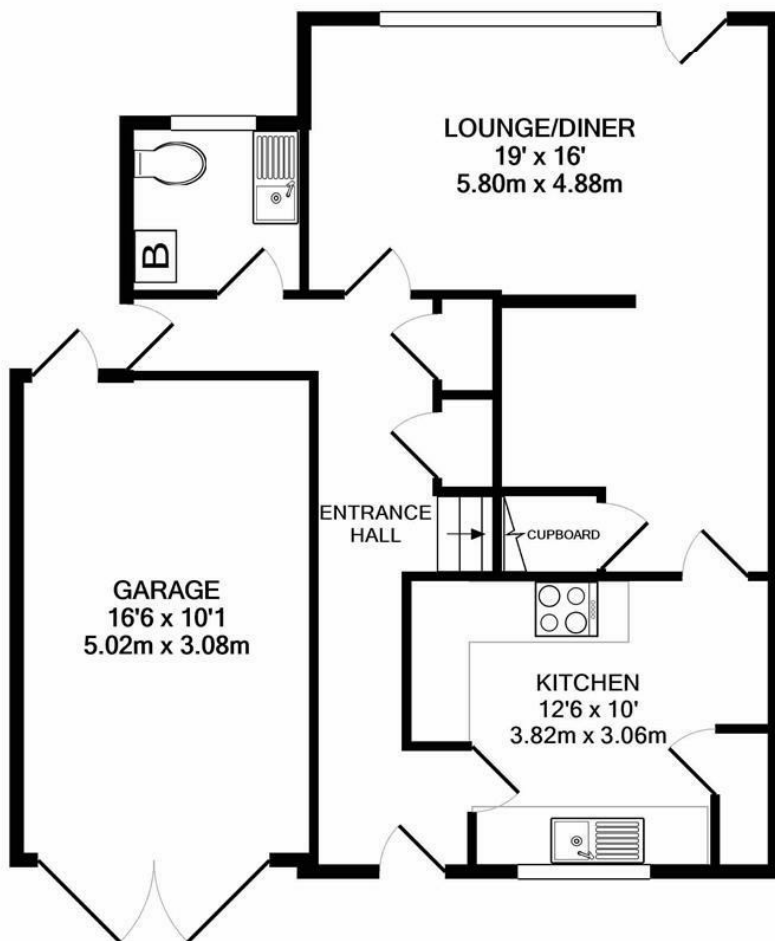 LOUNGE/DINER
19' x 16'
5.80m x 4.88m
B
ENTRANCE
HALL
CUPBOARD
GARAGE
16'6 x 10'1
5.02m x 3.08m
KITCHEN
12'6 x 10'
3.82m x 3.06m